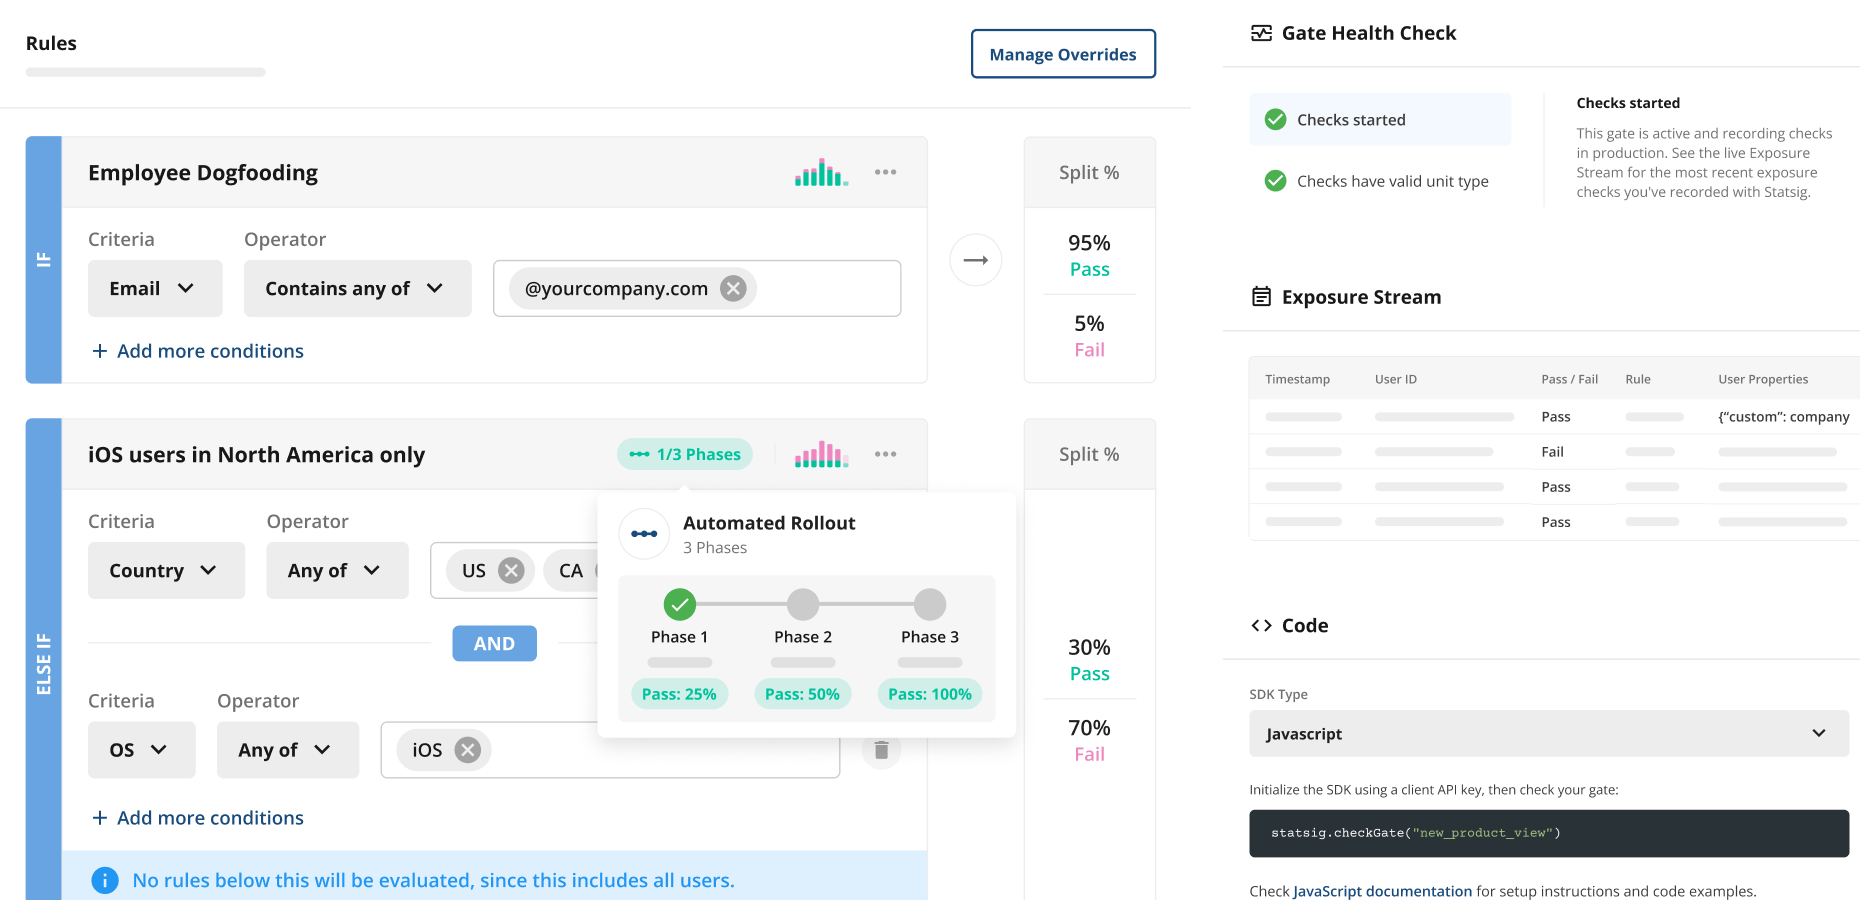 Rules
Manage Overrides
IF
Employee Dogfooding
Criteria
Operator
Email
Contains any of
@yourcompany.com
+ Add more conditions
Split %
95%
Pass
5%
Fail
ELSE IF
iOS users in North America only
1/3 Phases
Criteria
Operator
Country
Any of
US
CA
AND
Criteria
Operator
OS
Any of
iOS
+ Add more conditions
No rules below this will be evaluated, since this includes all users.
Automated Rollout
3 Phases
Phase 1
Phase 2
Phase 3
Pass: 25%
Pass: 50%
Pass: 100%
Split %
30%
Pass
70%
Fail
Gate Health Check
Checks started
Checks have valid unit type
Checks started
This gate is active and recording checks
in production. See the live Exposure
Stream for the most recent exposure
checks you've recorded with Statsig.
Exposure Stream
Timestamp User ID Pass / Fail Rule User Properties
Pass {“custom”: company
Fail
Pass
Pass
Code
SDK Type
Javascript
Initialize the SDK using a client API key, then check your gate:
statsig.checkGate("new_product_view")
Check JavaScript documentation for setup instructions and code examples.